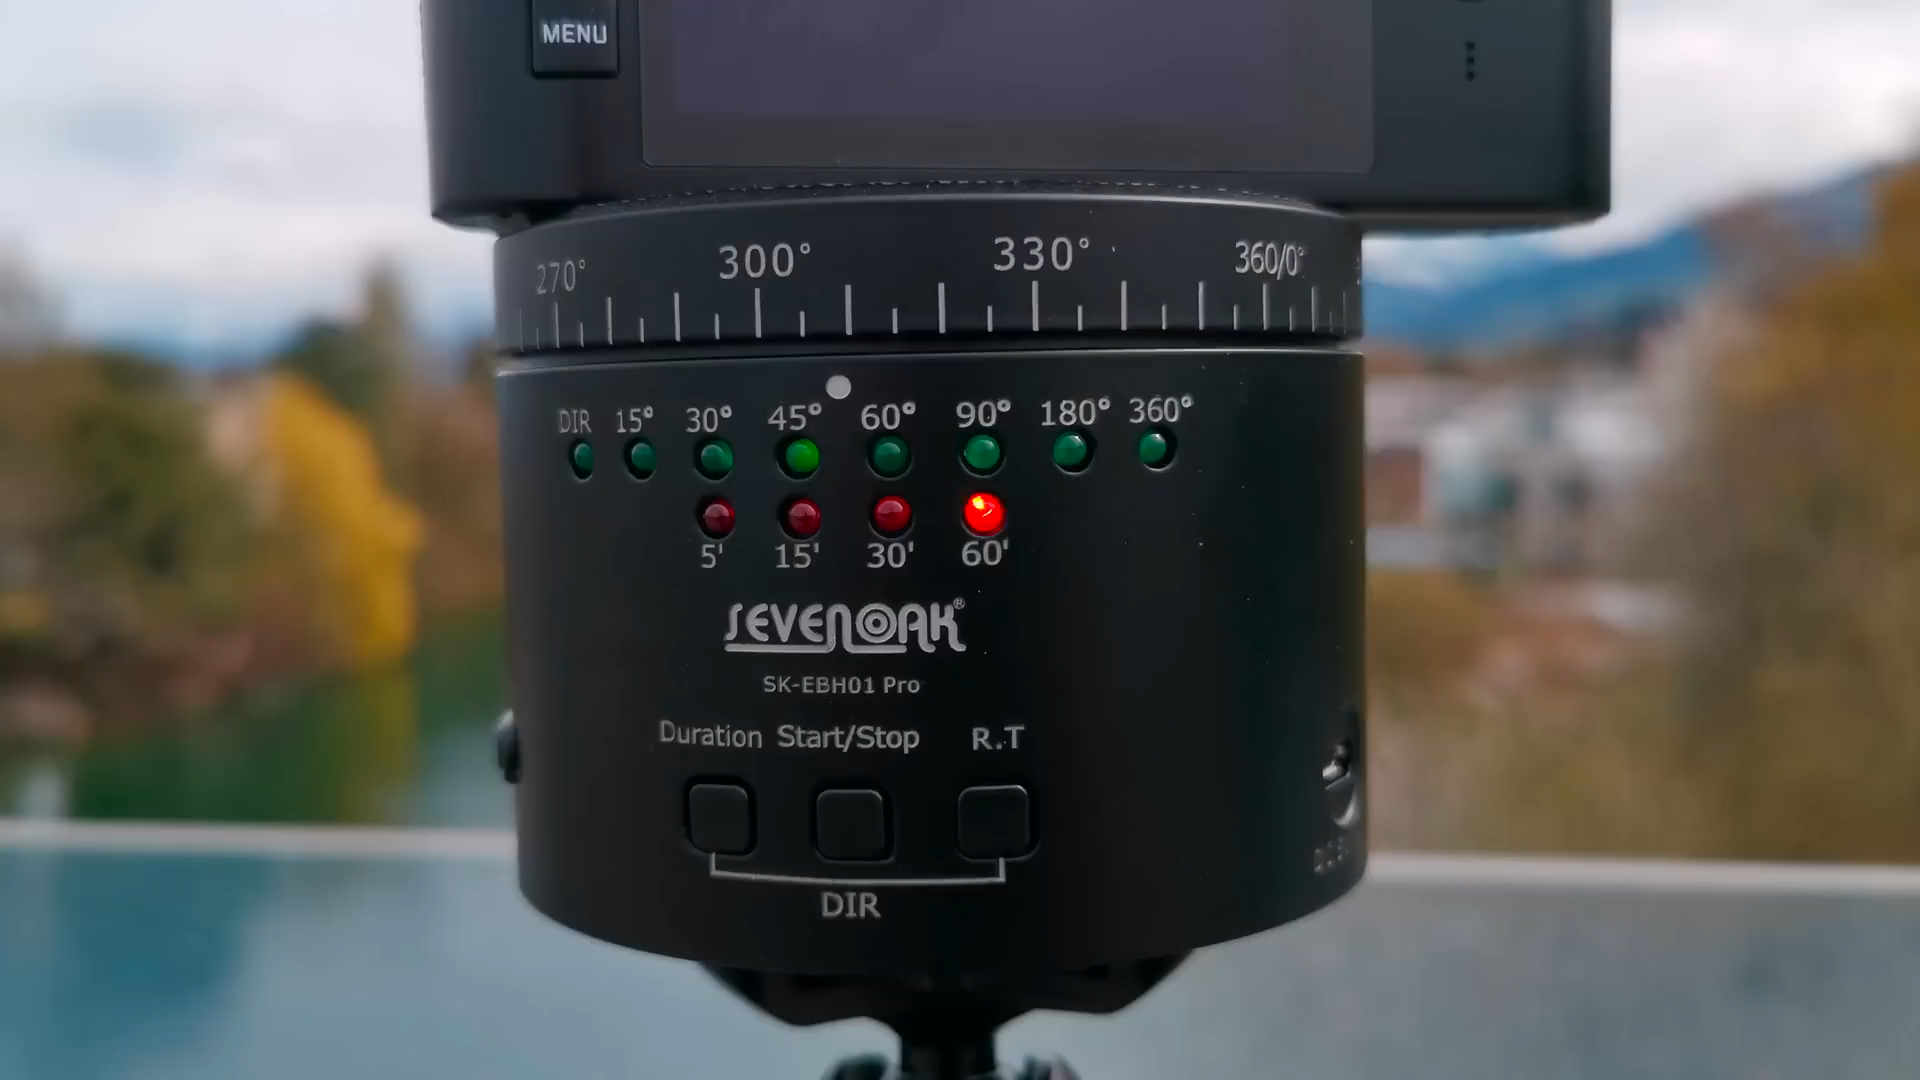 MENU
270° 300° 330° 360/0°
DIR 15° 30° 45° 60° 90° 180° 360°
5' 15' 30' 60'
SEVENOAK®
SK-EBH01 Pro
Duration Start/Stop R.T
DIR